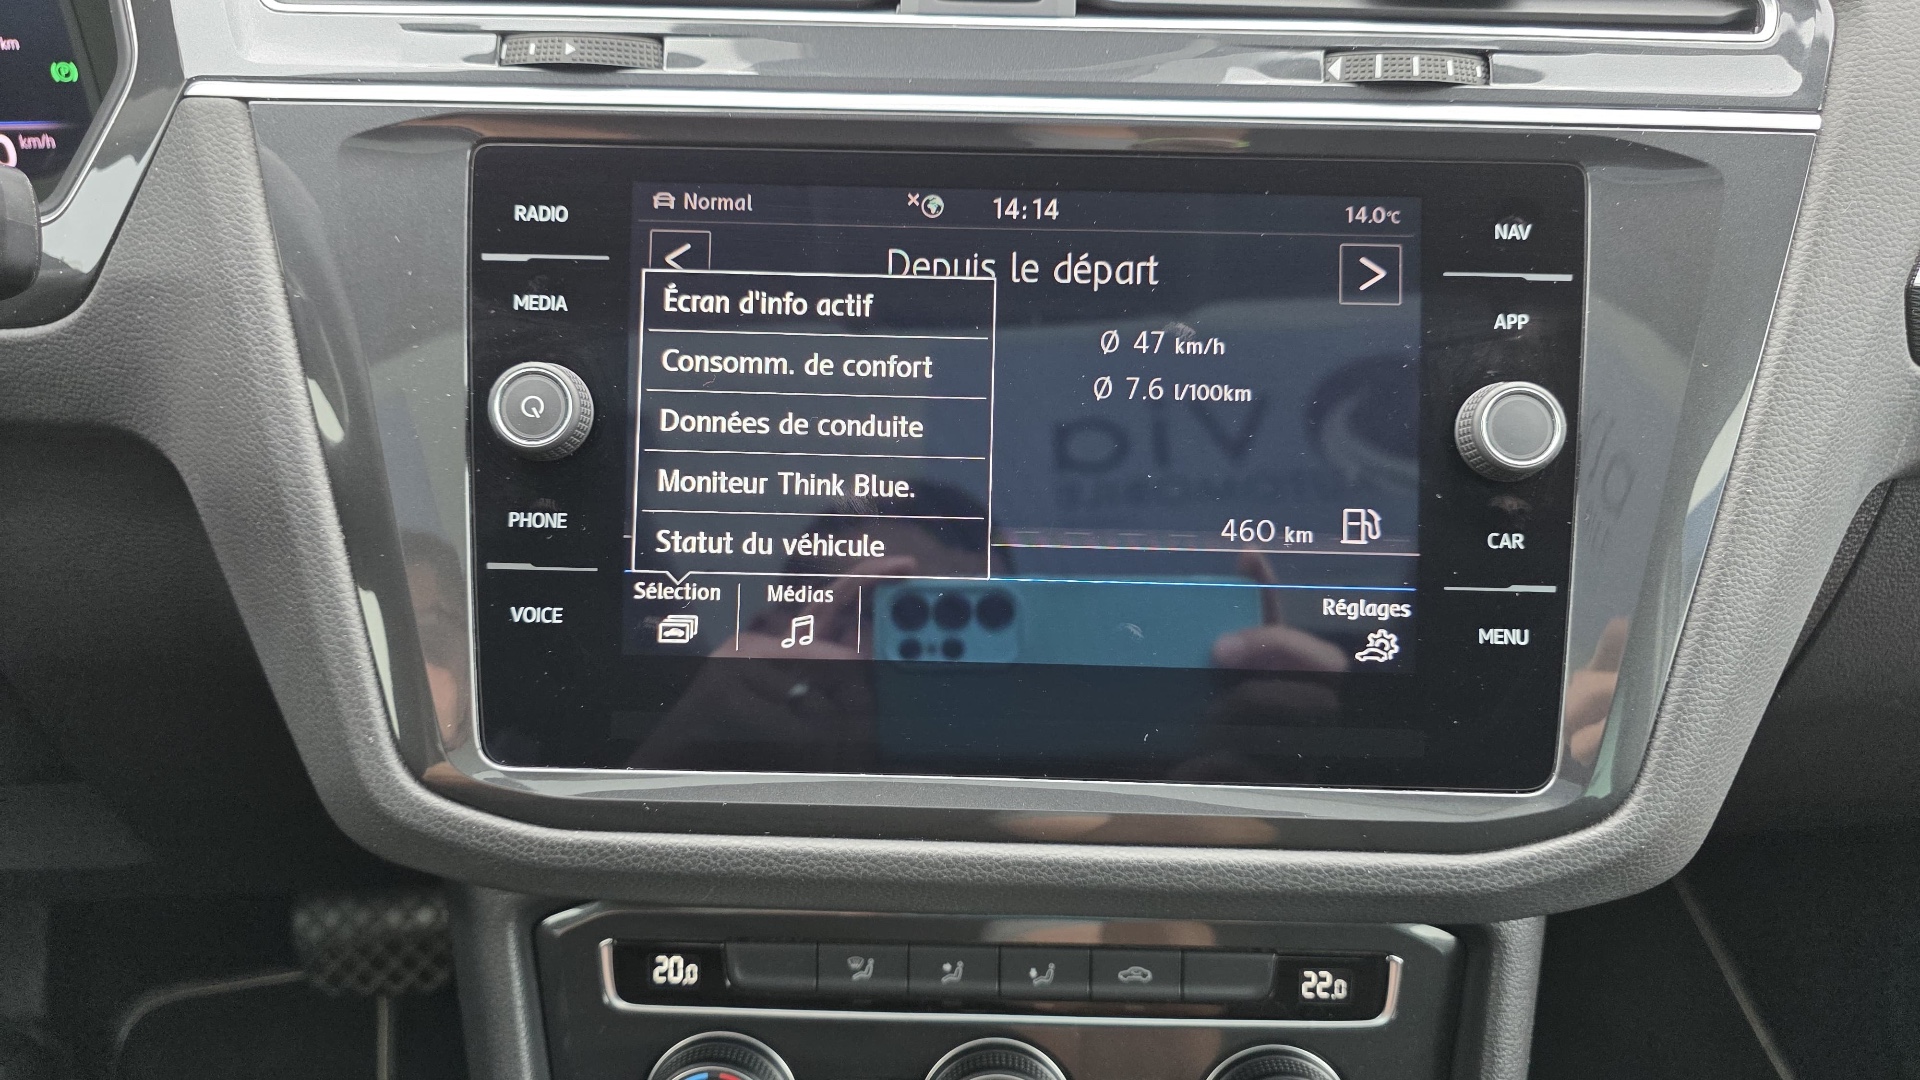 km
km/h
RADIO
MEDIA
PHONE
VOICE
Normal
14:14
14.0°C
Depuis le départ
Écran d'info actif
Consomm. de confort
Données de conduite
Moniteur Think Blue.
Statut du véhicule
Ø 47 km/h
Ø 7.6 l/100km
460 km
Sélection
Médias
Réglages
NAV
APP
CAR
MENU
20.0
22.0